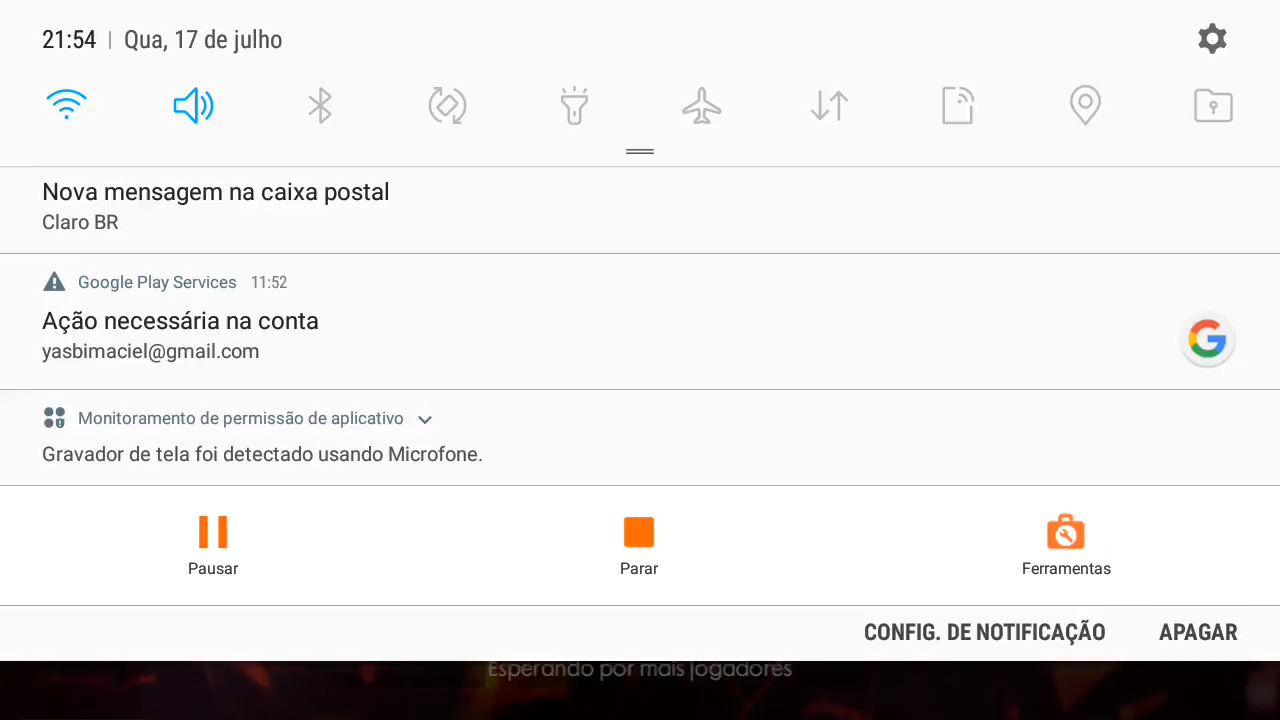 21:54 | Qua, 17 de julho
Nova mensagem na caixa postal
Claro BR
Google Play Services 11:52
Ação necessária na conta
yasbimaciel@gmail.com
Monitoramento de permissão de aplicativo
Gravador de tela foi detectado usando Microfone.
Pausar Parar Ferramentas
CONFIG. DE NOTIFICAÇÃO APAGAR
Esperando por mais jogadores